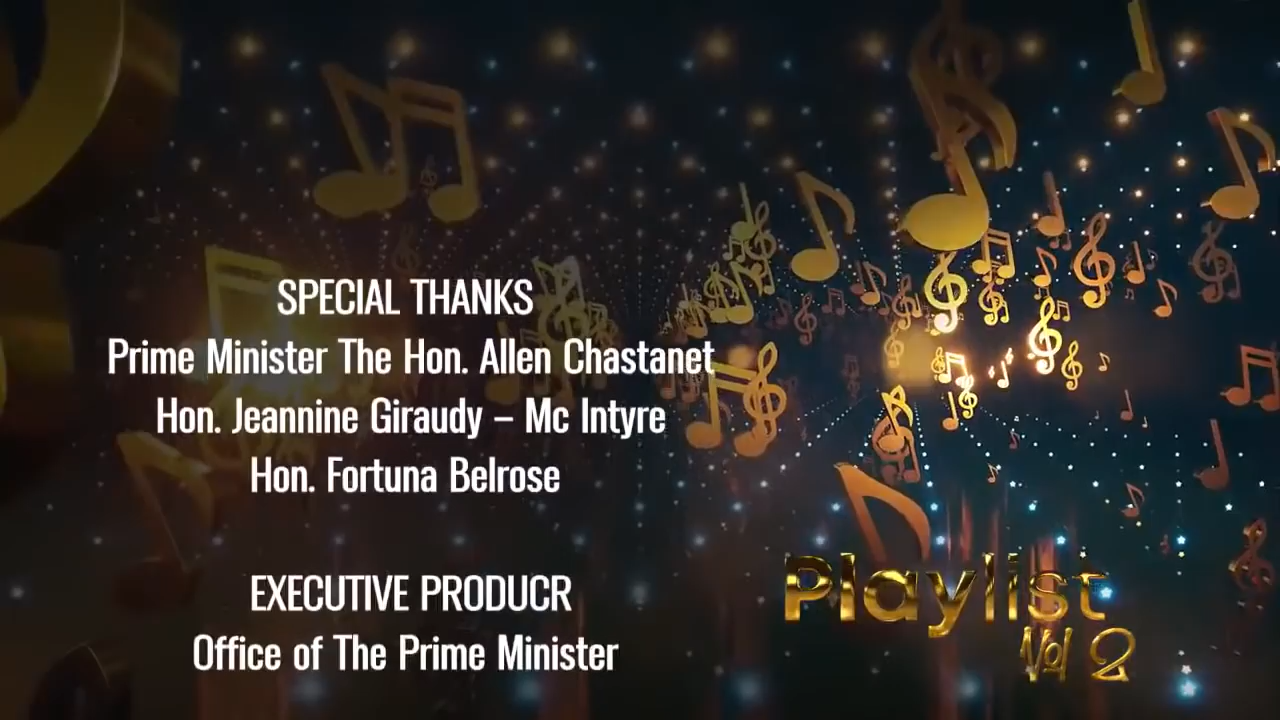 SPECIAL THANKS
Prime Minister The Hon. Allen Chastanet
Hon. Jeannine Giraudy – Mc Intyre
Hon. Fortuna Belrose
EXECUTIVE PRODUCR
Office of The Prime Minister
Playlist
Vol 2